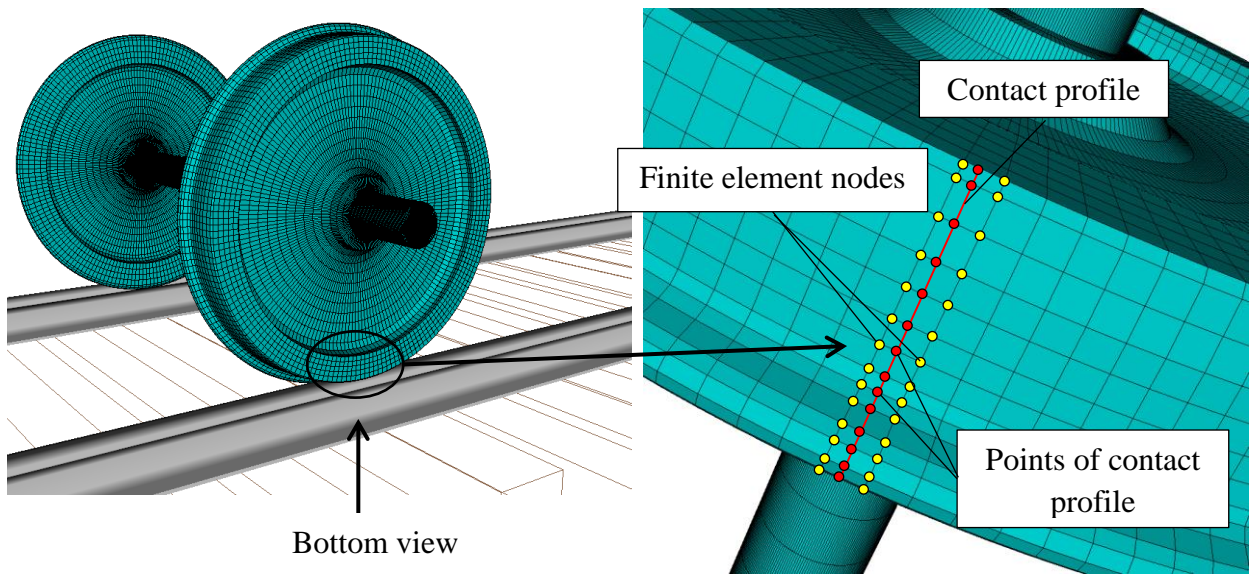 Contact profile
Finite element nodes
Points of contact
profile
Bottom view